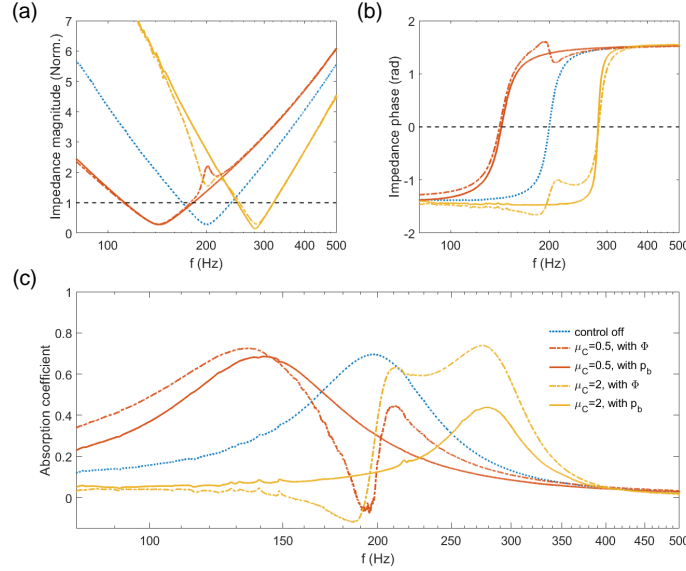 (a)
Impedance magnitude (Norm.)
7
6
5
4
3
2
1
0
100
200
300
400
500
f (Hz)
(b)
Impedance phase (rad)
2
1
0
-1
-2
100
200
300
400
500
f (Hz)
(c)
Absorption coefficient
1
0.8
0.6
0.4
0.2
0
control off
μC=0.5, with Φ
μC=0.5, with pb
μC=2, with Φ
μC=2, with pb
100
150
200
250
300
350
400
450
500
f (Hz)